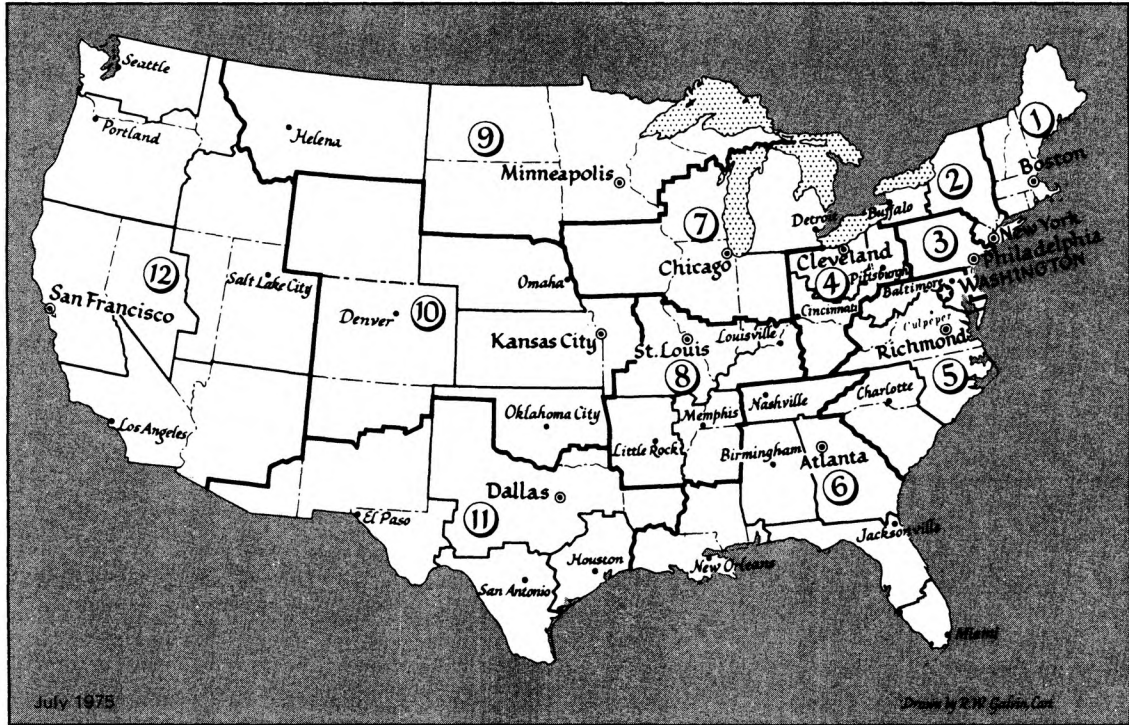 Seattle
Portland
Helena
9
Minneapolis
1
Boston
2
Buffalo
Detroit
7
Chicago
Cleveland
4
Pittsburgh
3
New York
Philadelphia
WASHINGTON
Baltimore
Cincinnati
12
San Francisco
Salt Lake City
Omaha
Denver
10
Kansas City
St. Louis
8
Louisville
Culpeper
Richmond
5
Charlotte
Los Angeles
Oklahoma City
Memphis
Nashville
Little Rock
Birmingham
Atlanta
6
Dallas
11
El Paso
Houston
San Antonio
New Orleans
Jacksonville
Miami
July 1975
Drawn by R.W. Galvin, Cart.